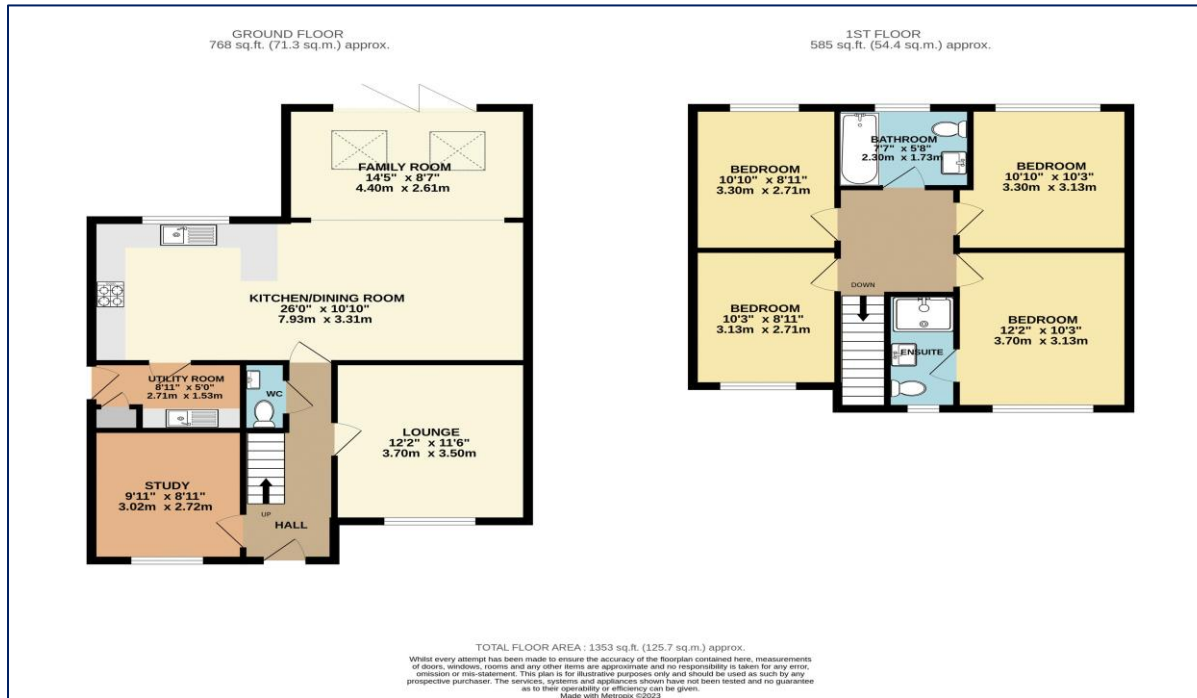 GROUND FLOOR
768 sq.ft. (71.3 sq.m.) approx.
FAMILY ROOM
14'5" x 8'7"
4.40m x 2.61m
KITCHEN/DINING ROOM
26'0" x 10'10"
7.93m x 3.31m
UTILITY ROOM
8'11" x 5'0"
2.71m x 1.53m
WC
LOUNGE
12'2" x 11'6"
3.70m x 3.50m
STUDY
9'11" x 8'11"
3.02m x 2.72m
UP
HALL
1ST FLOOR
585 sq.ft. (54.4 sq.m.) approx.
BEDROOM
10'10" x 8'11"
3.30m x 2.71m
BATHROOM
7'7" x 5'8"
2.30m x 1.73m
BEDROOM
10'10" x 10'3"
3.30m x 3.13m
BEDROOM
10'3" x 8'11"
3.13m x 2.71m
DOWN
ENSUITE
BEDROOM
12'2" x 10'3"
3.70m x 3.13m
TOTAL FLOOR AREA : 1353 sq.ft. (125.7 sq.m.) approx.
Whilst every attempt has been made to ensure the accuracy of the floorplan contained here, measurements
of doors, windows, rooms and any other items are approximate and no responsibility is taken for any error,
omission or mis-statement. This plan is for illustrative purposes only and should be used as such by any
prospective purchaser. The services, systems and appliances shown have not been tested and no guarantee
as to their operability or efficiency can be given.
Made with Metropix ©2023